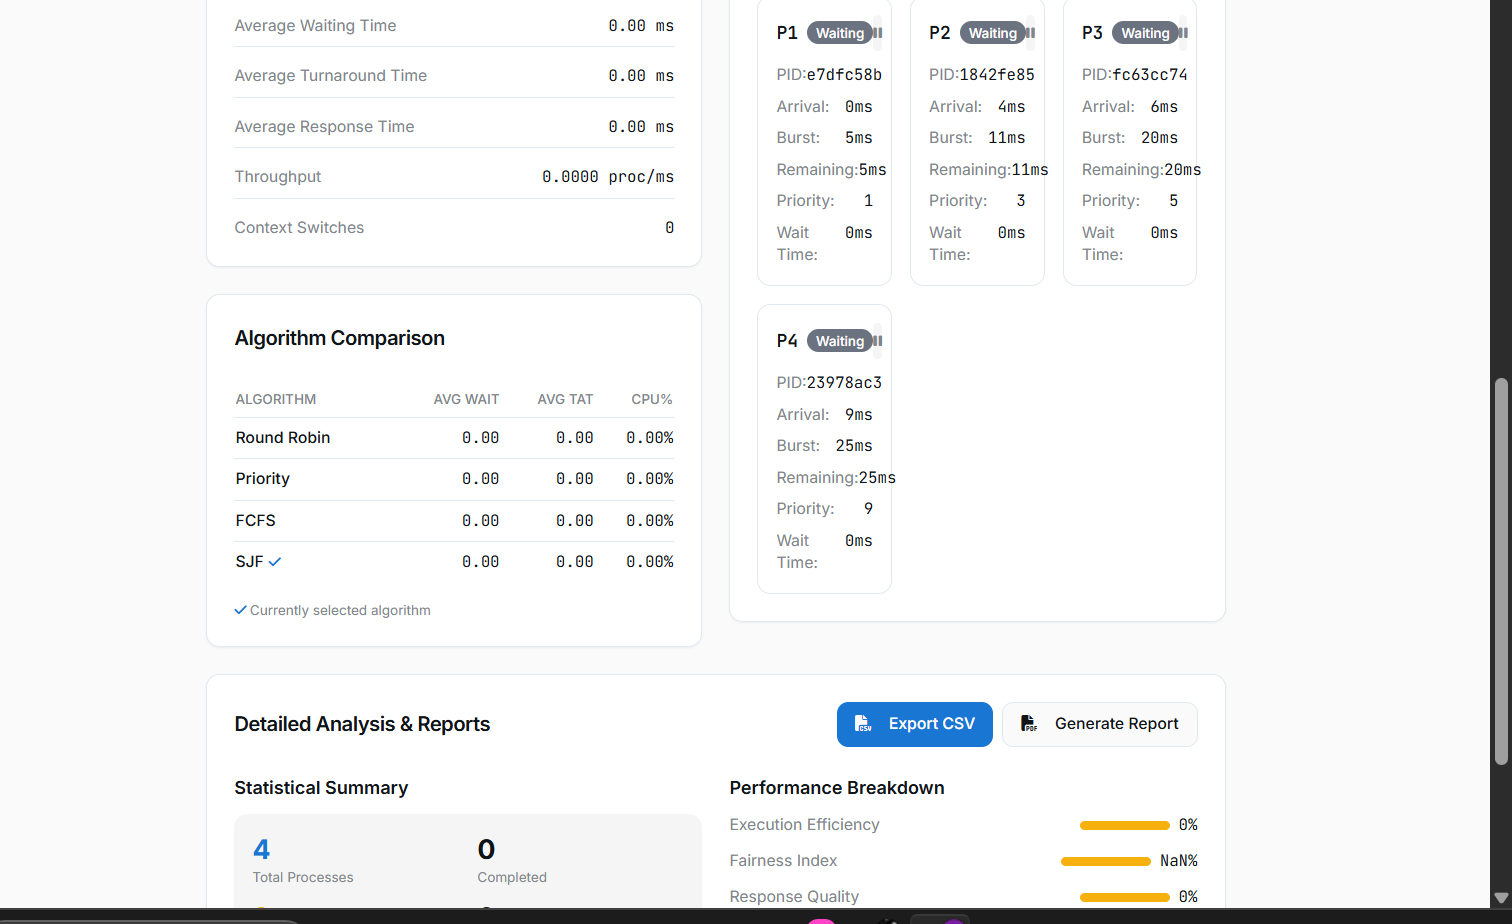 Average Waiting Time 0.00 ms
Average Turnaround Time 0.00 ms
Average Response Time 0.00 ms
Throughput 0.0000 proc/ms
Context Switches 0
Algorithm Comparison
ALGORITHM AVG WAIT AVG TAT CPU%
Round Robin 0.00 0.00 0.00%
Priority 0.00 0.00 0.00%
FCFS 0.00 0.00 0.00%
SJF ✓ 0.00 0.00 0.00%
✓ Currently selected algorithm
P1 Waiting
PID:e7dfc58b
Arrival: 0ms
Burst: 5ms
Remaining:5ms
Priority: 1
Wait Time: 0ms
P2 Waiting
PID:1842fe85
Arrival: 4ms
Burst: 11ms
Remaining:11ms
Priority: 3
Wait Time: 0ms
P3 Waiting
PID:fc63cc74
Arrival: 6ms
Burst: 20ms
Remaining:20ms
Priority: 5
Wait Time: 0ms
P4 Waiting
PID:23978ac3
Arrival: 9ms
Burst: 25ms
Remaining:25ms
Priority: 9
Wait Time: 0ms
Detailed Analysis & Reports
CSV Export CSV
PDF Generate Report
Statistical Summary
4
Total Processes
0
Completed
Performance Breakdown
Execution Efficiency 0%
Fairness Index NaN%
Response Quality 0%